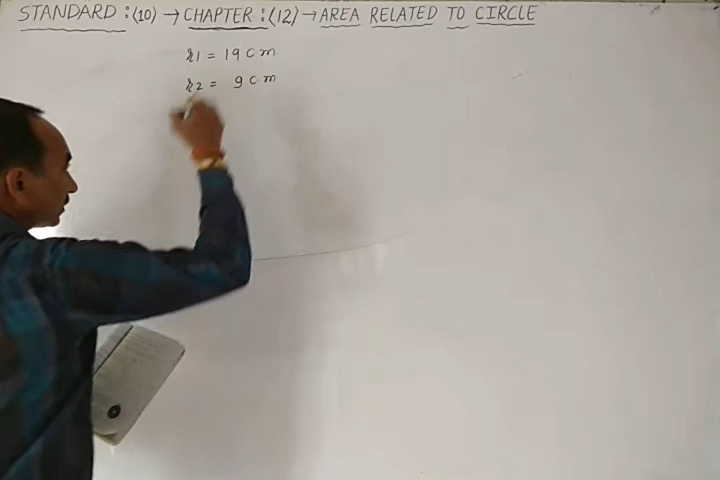 STANDARD:(10) → CHAPTER:(12) → AREA RELATED TO CIRCLE
r1 = 19 cm
r2 = 9 cm